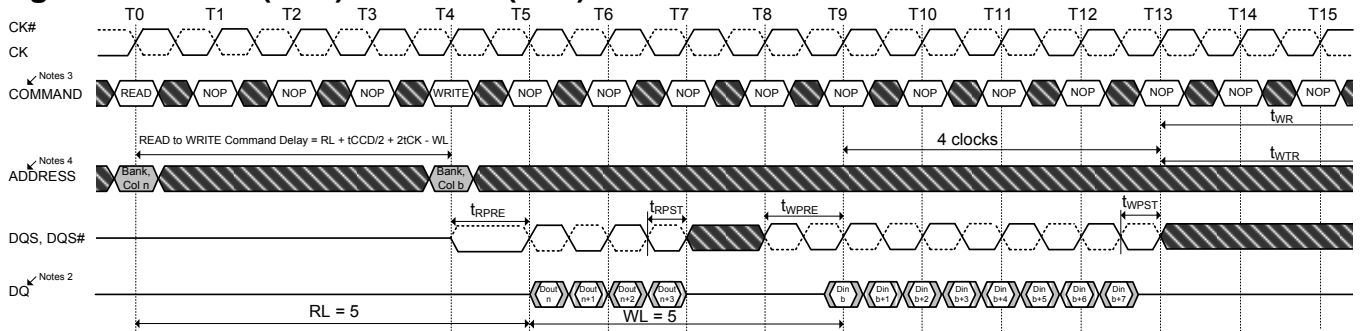 T0 T1 T2 T3 T4 T5 T6 T7 T8 T9 T10 T11 T12 T13 T14 T15
CK#
CK
Notes 3
COMMAND READ NOP NOP NOP WRITE NOP NOP NOP NOP NOP NOP NOP NOP NOP NOP NOP
tWR
READ to WRITE Command Delay = RL + tCCD/2 + 2tCK - WL
4 clocks
tWTR
Notes 4
ADDRESS
Bank, Col n
Bank, Col b
tRPRE tRPST tWPRE tWPST
DQS, DQS#
Notes 2
DQ
Dout n
Dout n+1
Dout n+2
Dout n+3
Din b
Din b+1
Din b+2
Din b+3
Din b+4
Din b+5
Din b+6
Din b+7
RL = 5 WL = 5